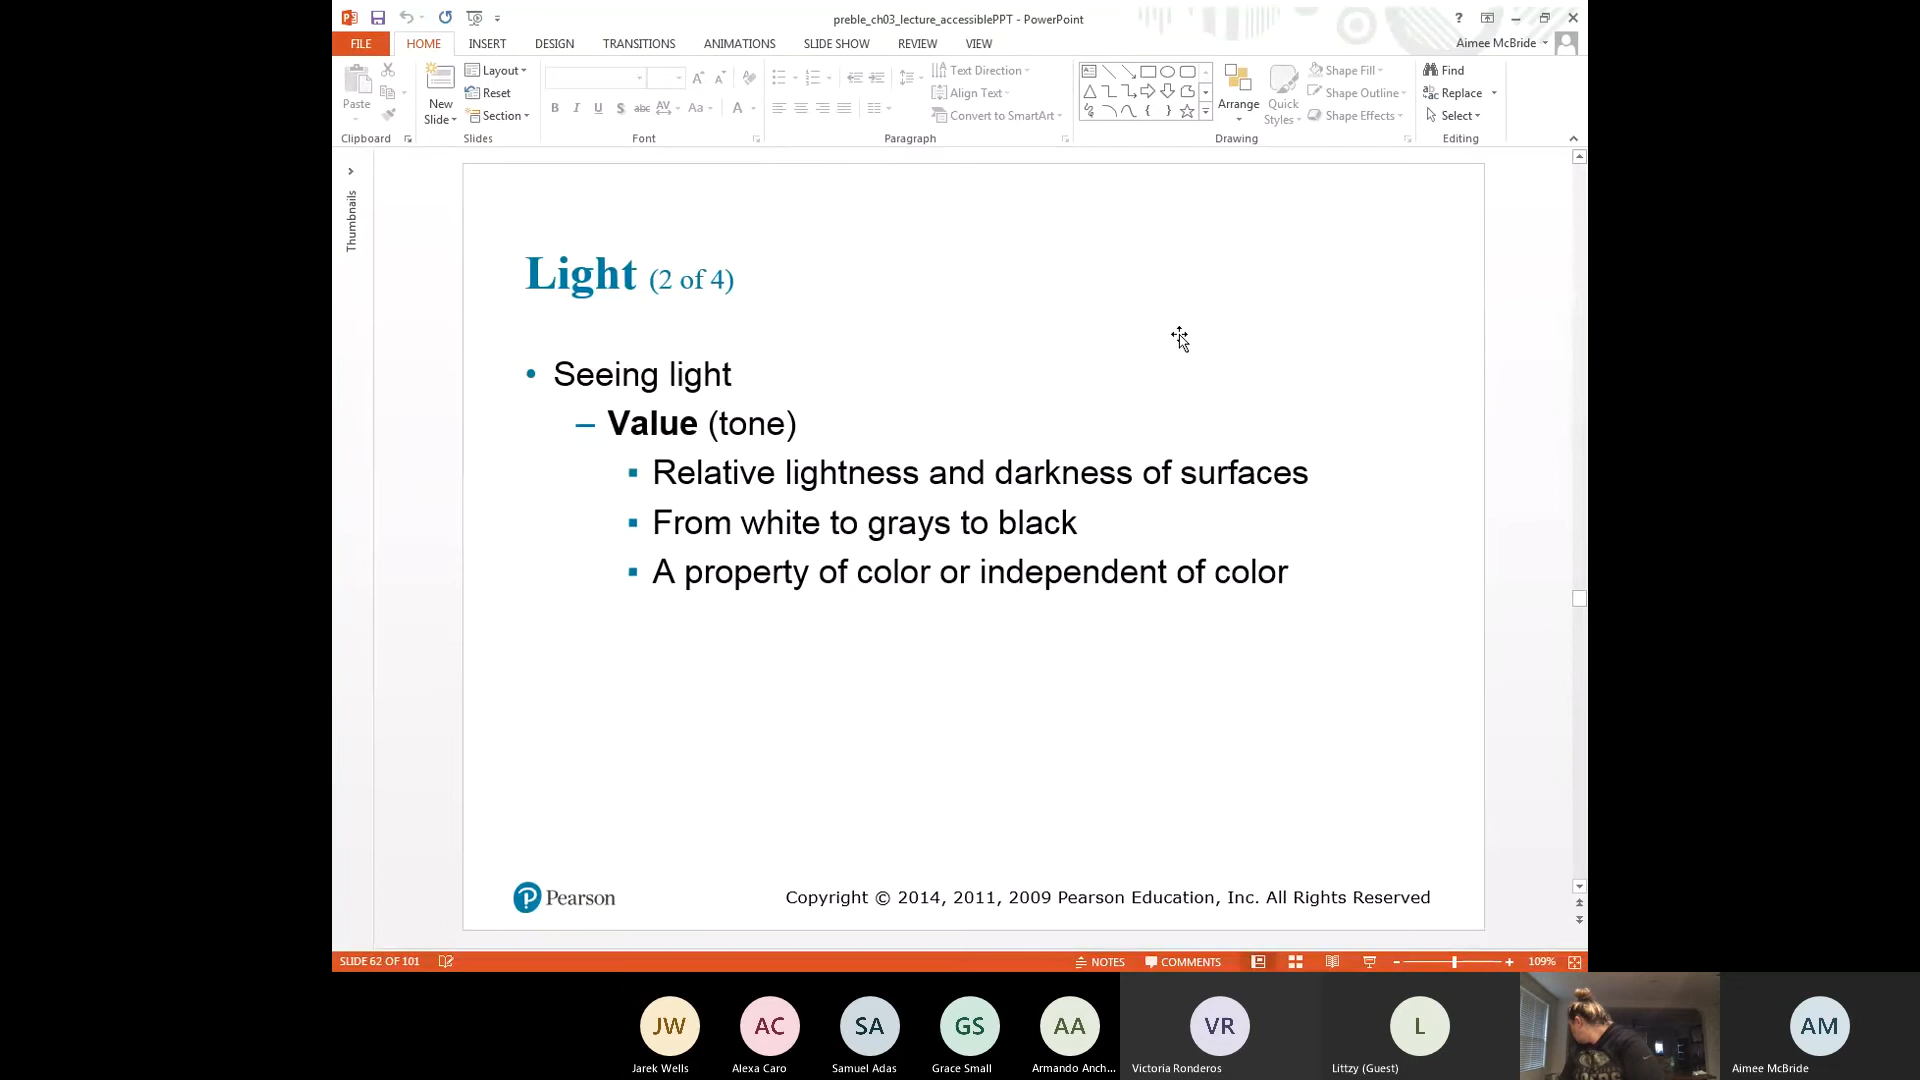 preble_ch03_lecture_accessiblePPT - PowerPoint
FILE HOME INSERT DESIGN TRANSITIONS ANIMATIONS SLIDE SHOW REVIEW VIEW
Aimee McBride
Paste
Clipboard
New Slide
Layout
Reset
Section
Slides
Font
Text Direction
Align Text
Convert to SmartArt
Paragraph
Arrange
Quick Styles
Shape Fill
Shape Outline
Shape Effects
Drawing
Find
Replace
Select
Editing
Thumbnails
Light (2 of 4)
• Seeing light
– Value (tone)
▪ Relative lightness and darkness of surfaces
▪ From white to grays to black
▪ A property of color or independent of color
Pearson
Copyright © 2014, 2011, 2009 Pearson Education, Inc. All Rights Reserved
SLIDE 62 OF 101
NOTES COMMENTS 109%
JW AC SA GS AA VR L AM
Jarek Wells Alexa Caro Samuel Adas Grace Small Armando Anch... Victoria Ronderos Littzy (Guest) Aimee McBride